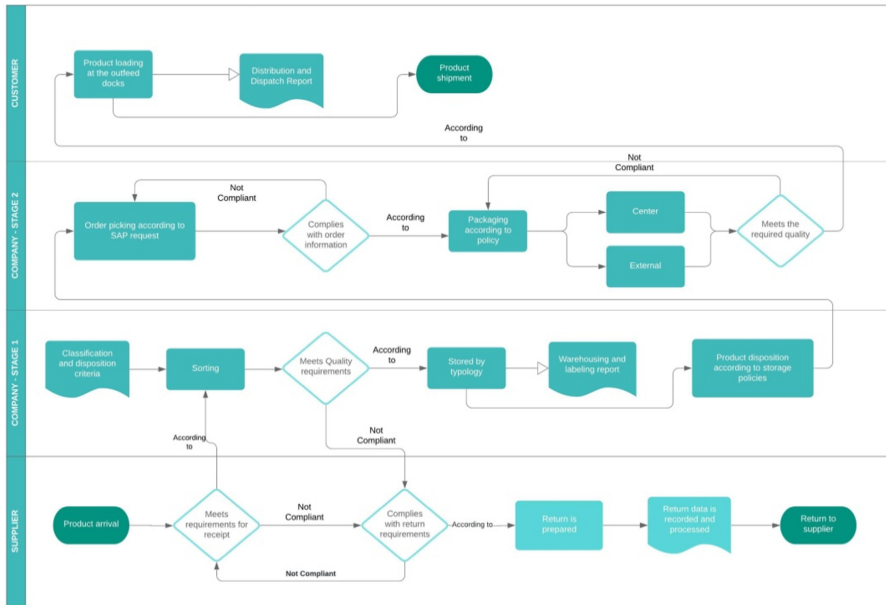 CUSTOMER
Product loading
at the outfeed
docks
Distribution and
Dispatch Report
Product
shipment
According
to
COMPANY - STAGE 2
Not
Compliant
Order picking according to
SAP request
Complies
with order
information
According
to
Not
Compliant
Packaging
according to
policy
Center
External
Meets the
required quality
COMPANY - STAGE 1
Classification
and disposition
criteria
Sorting
Meets Quality
requirements
According
to
Stored by
typology
Warehousing and
labeling report
Product disposition
according to storage
policies
According
to
Not
Compliant
SUPPLIER
Product arrival
Meets
requirements for
receipt
Not
Compliant
Complies
with return
requirements
According to
Return is
prepared
Return data is
recorded and
processed
Return to
supplier
Not Compliant